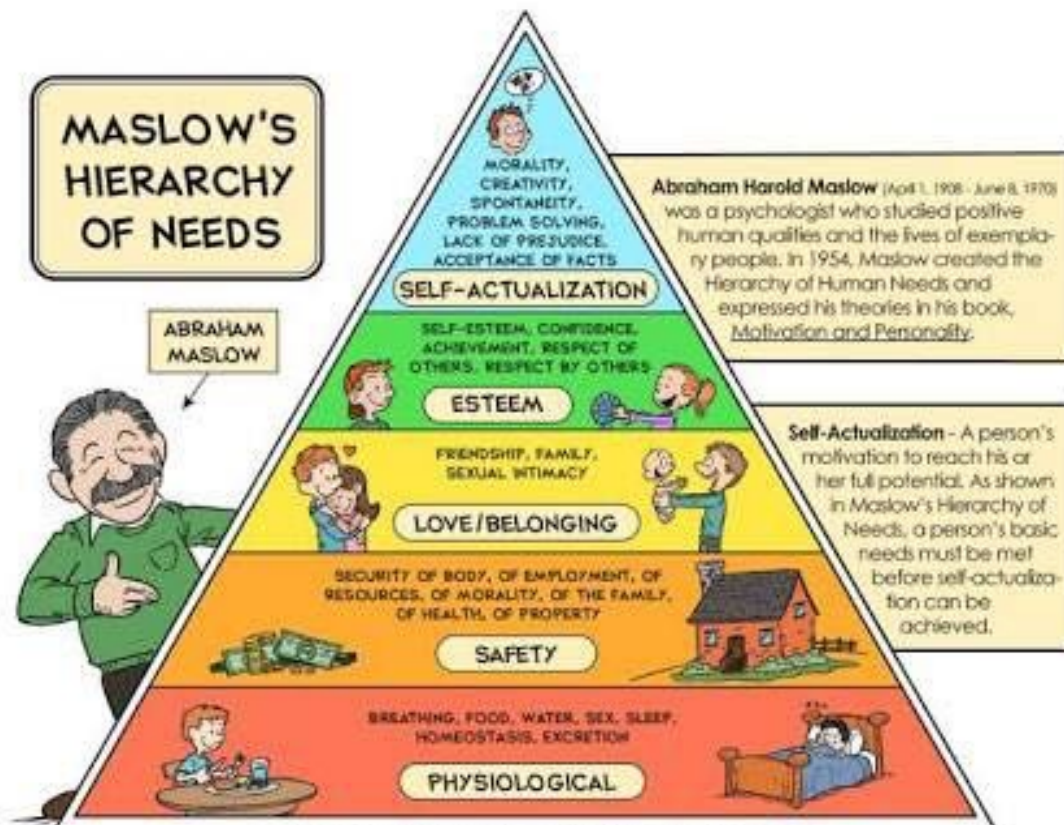 MASLOW'S
HIERARCHY
OF NEEDS
ABRAHAM
MASLOW
MORALITY,
CREATIVITY,
SPONTANEITY,
PROBLEM SOLVING,
LACK OF PREJUDICE,
ACCEPTANCE OF FACTS
SELF-ACTUALIZATION
SELF-ESTEEM, CONFIDENCE,
ACHIEVEMENT, RESPECT OF
OTHERS, RESPECT BY OTHERS
ESTEEM
FRIENDSHIP, FAMILY,
SEXUAL INTIMACY
LOVE/BELONGING
SECURITY OF BODY, OF EMPLOYMENT, OF
RESOURCES, OF MORALITY, OF THE FAMILY,
OF HEALTH, OF PROPERTY
SAFETY
BREATHING, FOOD, WATER, SEX, SLEEP,
HOMEOSTASIS, EXCRETION
PHYSIOLOGICAL
Abraham Harold Maslow (April 1, 1908 - June 8, 1970)
was a psychologist who studied positive
human qualities and the lives of exempla-
ry people. In 1954, Maslow created the
Hierarchy of Human Needs and
expressed his theories in his book,
Motivation and Personality.
Self-Actualization - A person's
motivation to reach his or
her full potential. As shown
in Maslow's Hierarchy of
Needs, a person's basic
needs must be met
before self-actualiza-
tion can be
achieved.